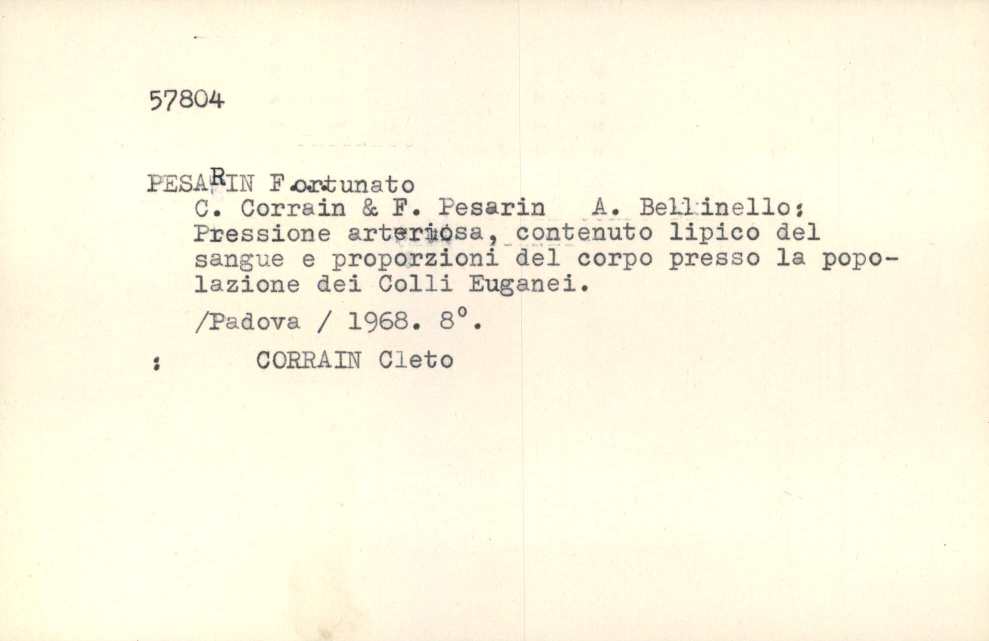 57804
PESARIN Fortunato
C. Corrain & F. Pesarin A. Bellinello:
Pressione arteriosa, contenuto lipico del
sangue e proporzioni del corpo presso la popo-
lazione dei Colli Euganei.
/Padova / 1968. 8°.
: CORRAIN Cleto